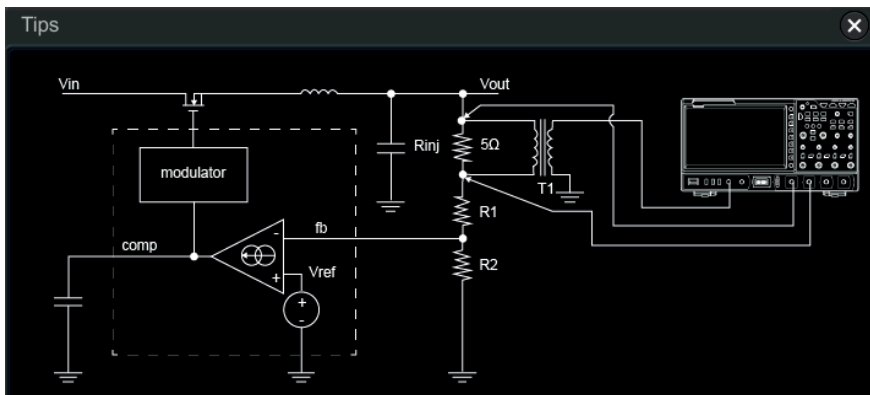 Tips
Vin
Vout
Rinj
5Ω
modulator
T1
R1
fb
comp
-
Vref
+
R2
+
-